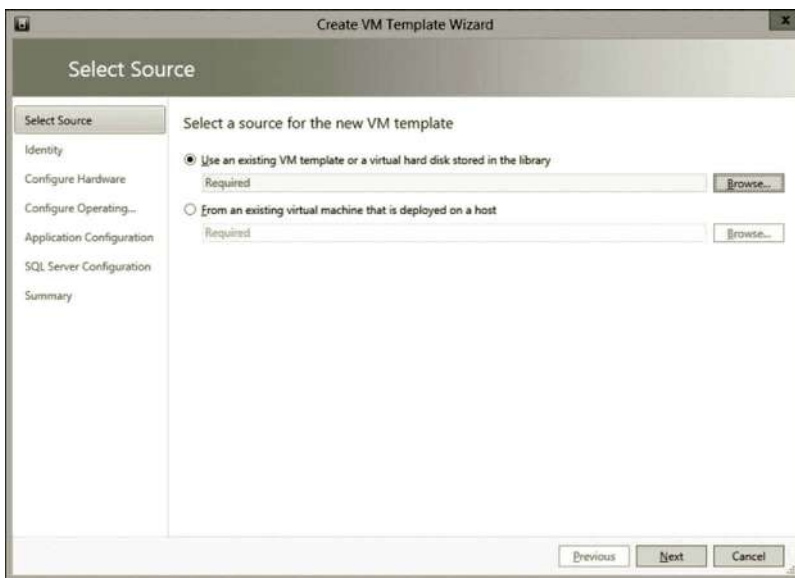 Create VM Template Wizard
x
Select Source
Select Source
Identity
Configure Hardware
Configure Operating...
Application Configuration
SQL Server Configuration
Summary
Select a source for the new VM template
Use an existing VM template or a virtual hard disk stored in the library
Required
Browse...
From an existing virtual machine that is deployed on a host
Required
Browse...
Previous
Next
Cancel